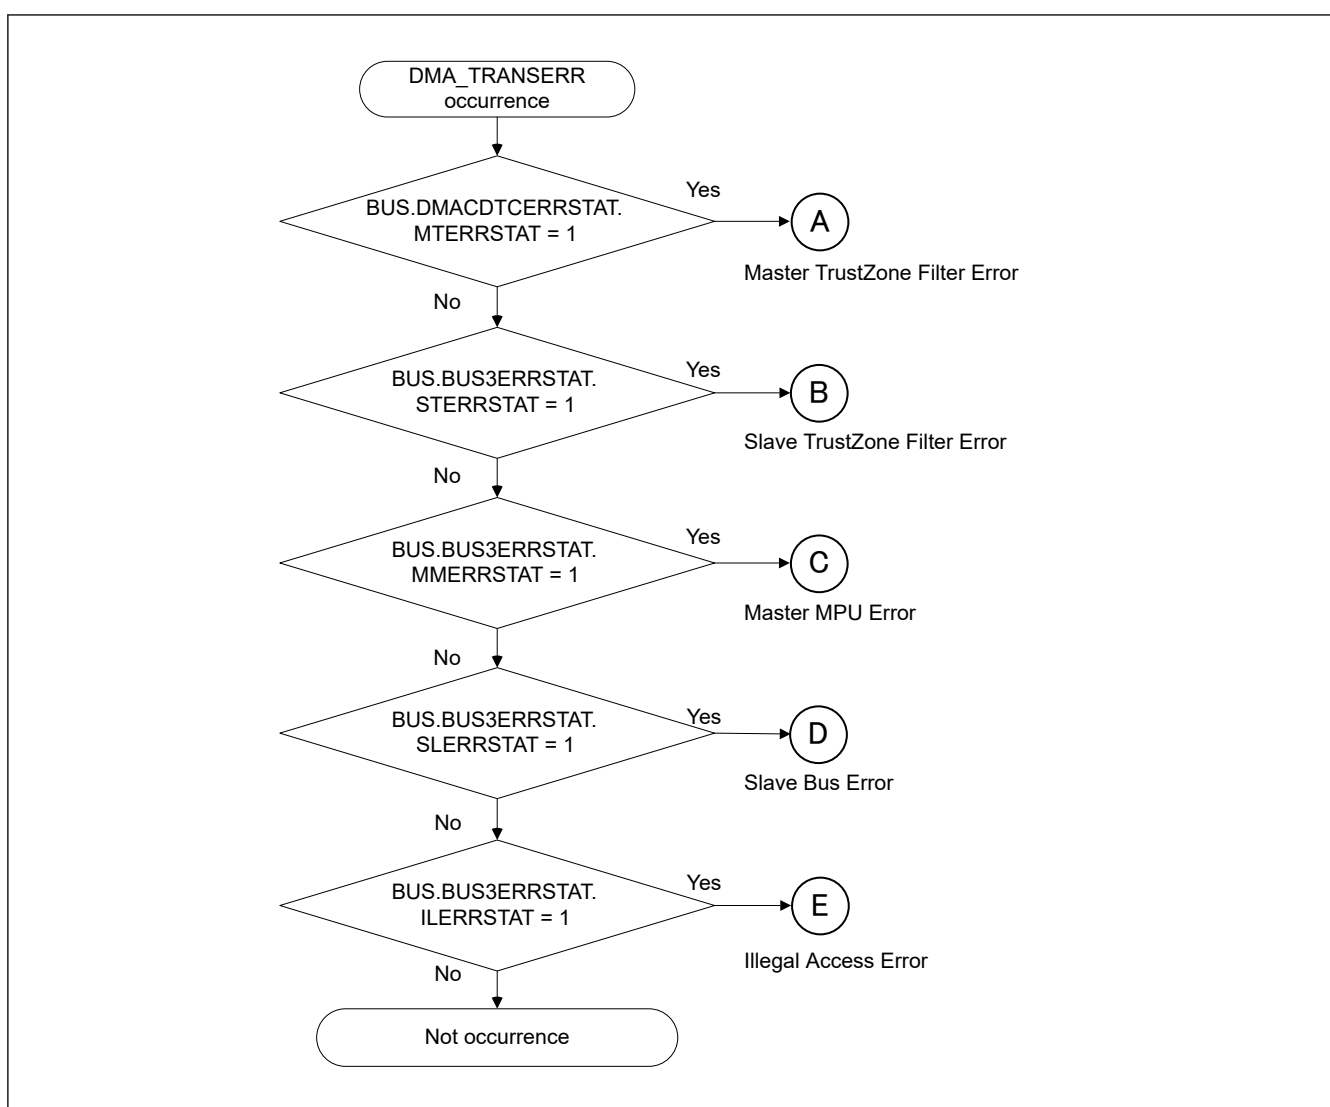 DMA_TRANSERR
occurrence
BUS.DMACDTCERRSTAT.
MTERRSTAT = 1
Yes
A
Master TrustZone Filter Error
No
BUS.BUS3ERRSTAT.
STERRSTAT = 1
Yes
B
Slave TrustZone Filter Error
No
BUS.BUS3ERRSTAT.
MMERRSTAT = 1
Yes
C
Master MPU Error
No
BUS.BUS3ERRSTAT.
SLERRSTAT = 1
Yes
D
Slave Bus Error
No
BUS.BUS3ERRSTAT.
ILERRSTAT = 1
Yes
E
Illegal Access Error
No
Not occurrence